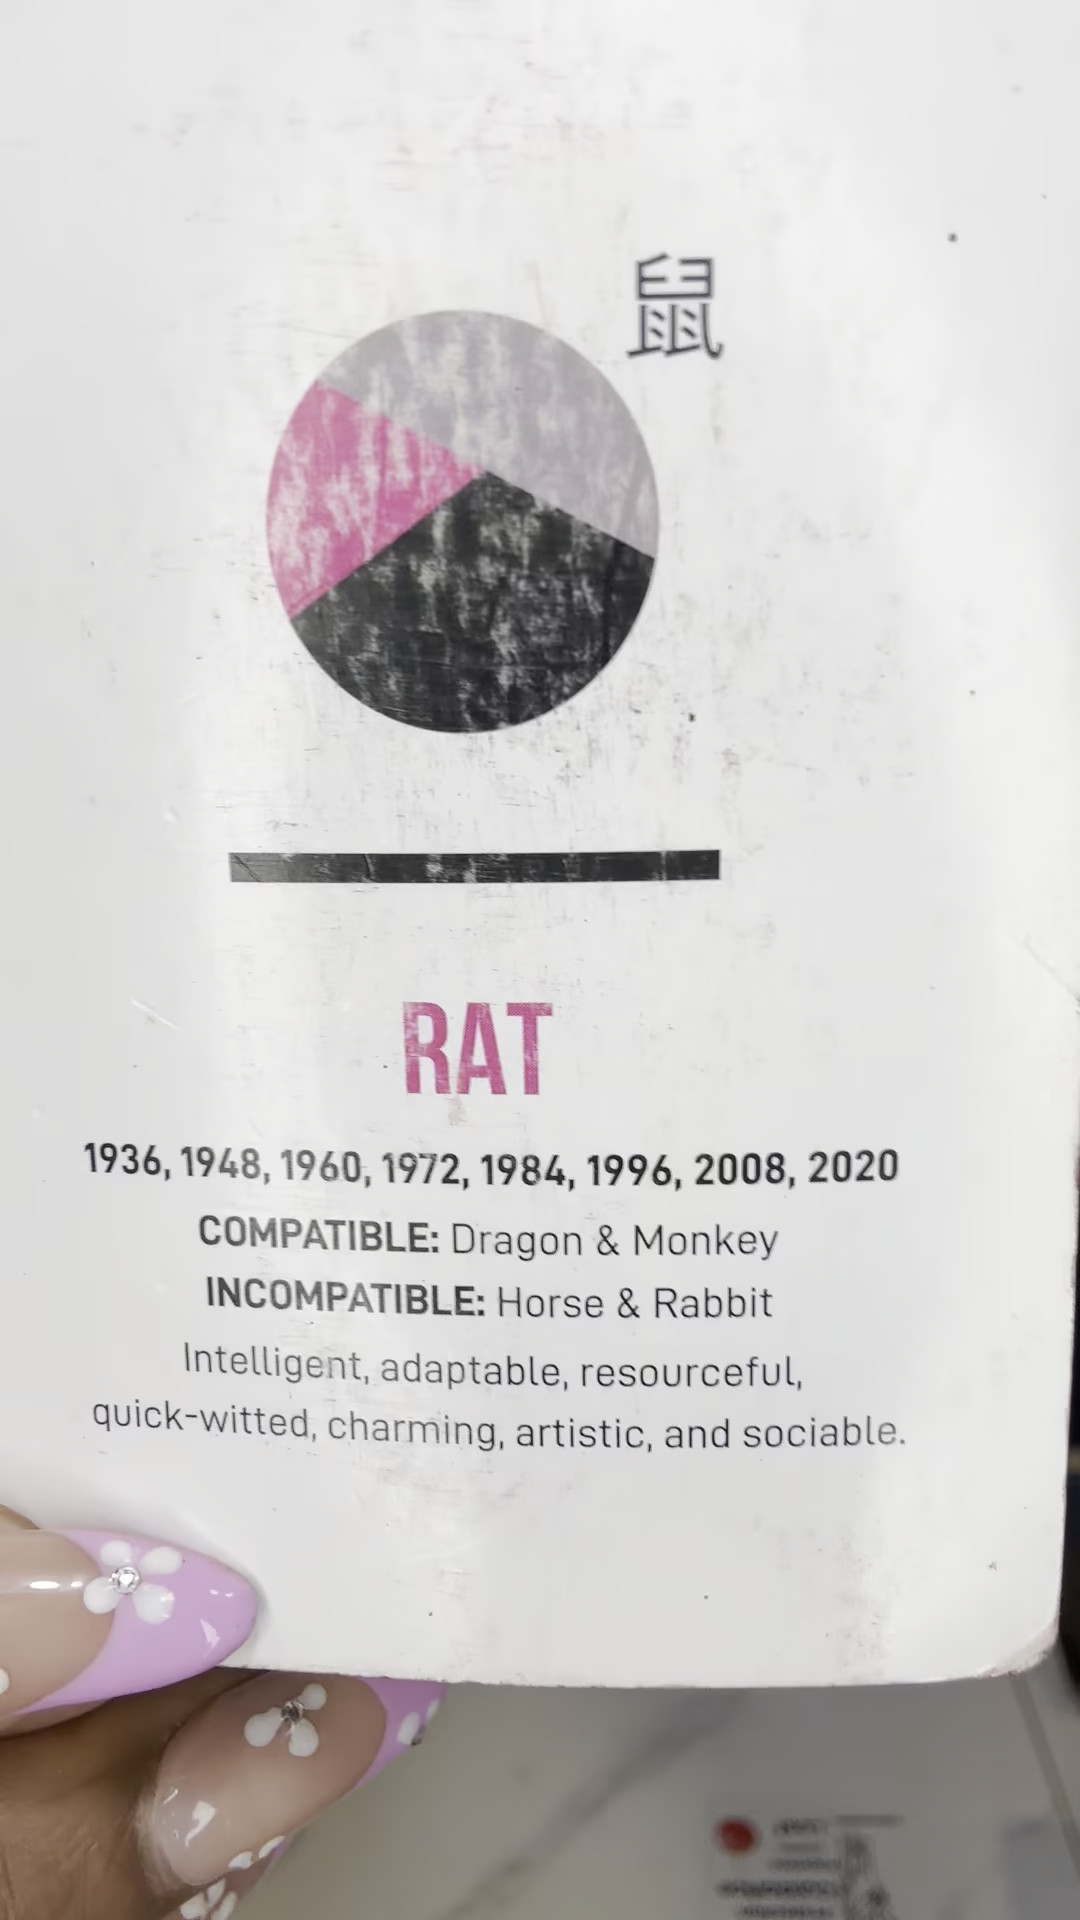 鼠
RAT
1936, 1948, 1960, 1972, 1984, 1996, 2008, 2020
COMPATIBLE: Dragon & Monkey
INCOMPATIBLE: Horse & Rabbit
Intelligent, adaptable, resourceful,
quick-witted, charming, artistic, and sociable.